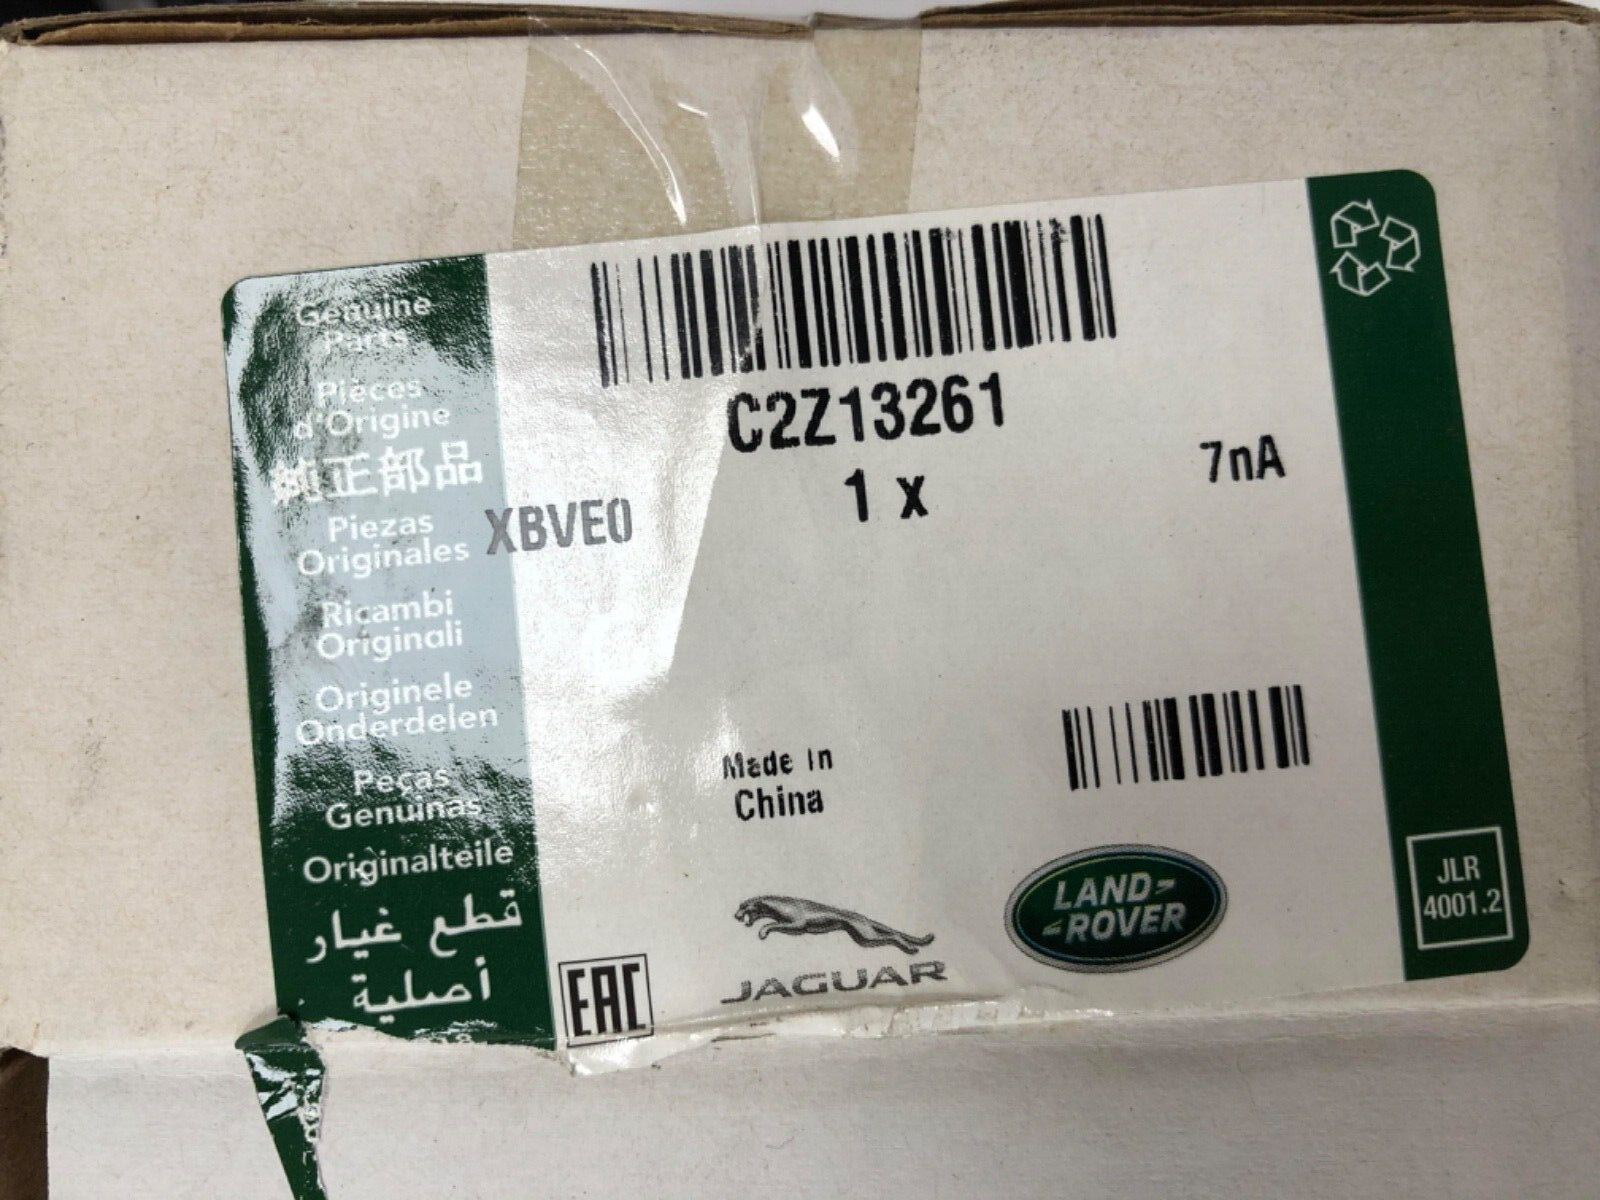 Genuine
Parts
Pièces
d'Origine
純正部品
Piezas
Originales
Ricambi
Originali
Originele
Onderdelen
Peças
Genuinas
Originalteile
قطع غيار
أصلية
C2Z13261
1 x
7nA
XBVE0
Made in
China
EAC
JAGUAR
LAND
ROVER
JLR
4001.2